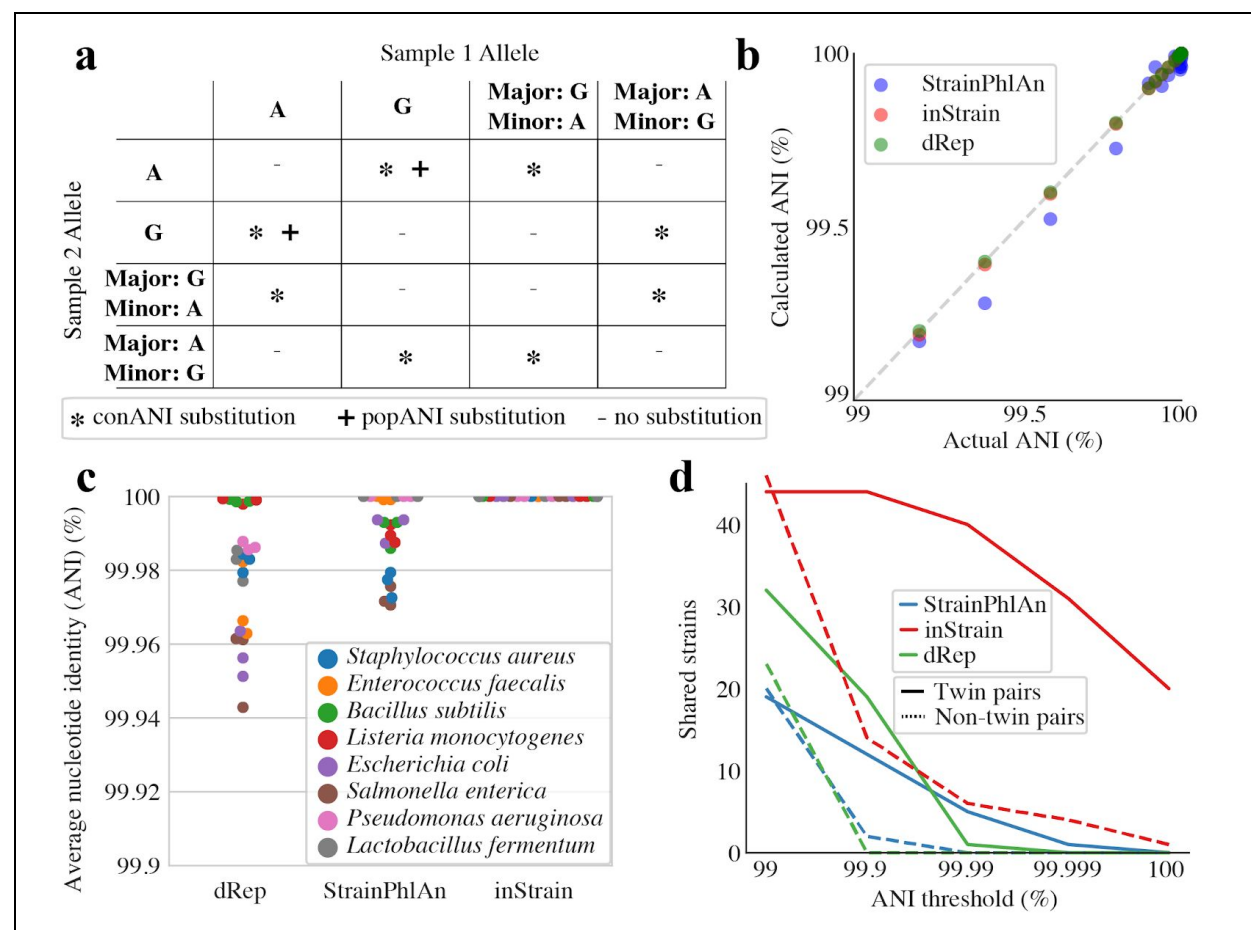 a
Sample 1 Allele
A
G
Major: G
Minor: A
Major: A
Minor: G
Sample 2 Allele
A
-
* +
*
-
G
* +
-
-
*
Major: G
Minor: A
*
-
-
*
Major: A
Minor: G
-
*
*
-
* conANI substitution + popANI substitution - no substitution
b
Calculated ANI (%)
100
99.5
99
StrainPhlAn
inStrain
dRep
99 99.5 100
Actual ANI (%)
c
Average nucleotide identity (ANI) (%)
100
99.98
99.96
99.94
99.92
99.9
Staphylococcus aureus
Enterococcus faecalis
Bacillus subtilis
Listeria monocytogenes
Escherichia coli
Salmonella enterica
Pseudomonas aeruginosa
Lactobacillus fermentum
dRep StrainPhlAn inStrain
d
Shared strains
40
30
20
10
0
StrainPhlAn
inStrain
dRep
Twin pairs
Non-twin pairs
99 99.9 99.99 99.999 100
ANI threshold (%)